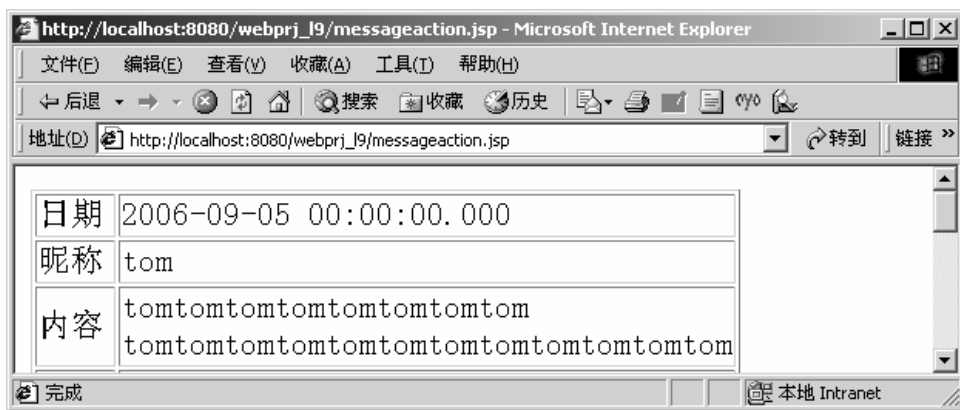 http://localhost:8080/webprj_l9/messageaction.jsp - Microsoft Internet Explorer
文件(F) 编辑(E) 查看(V) 收藏(A) 工具(T) 帮助(H)
后退 搜索 收藏 历史
地址(D) http://localhost:8080/webprj_l9/messageaction.jsp 转到 链接 »
日期 2006-09-05 00:00:00.000
昵称 tom
内容 tomtomtomtomtomtomtomtom
tomtomtomtomtomtomtomtomtomtomtomtom
完成 本地 Intranet